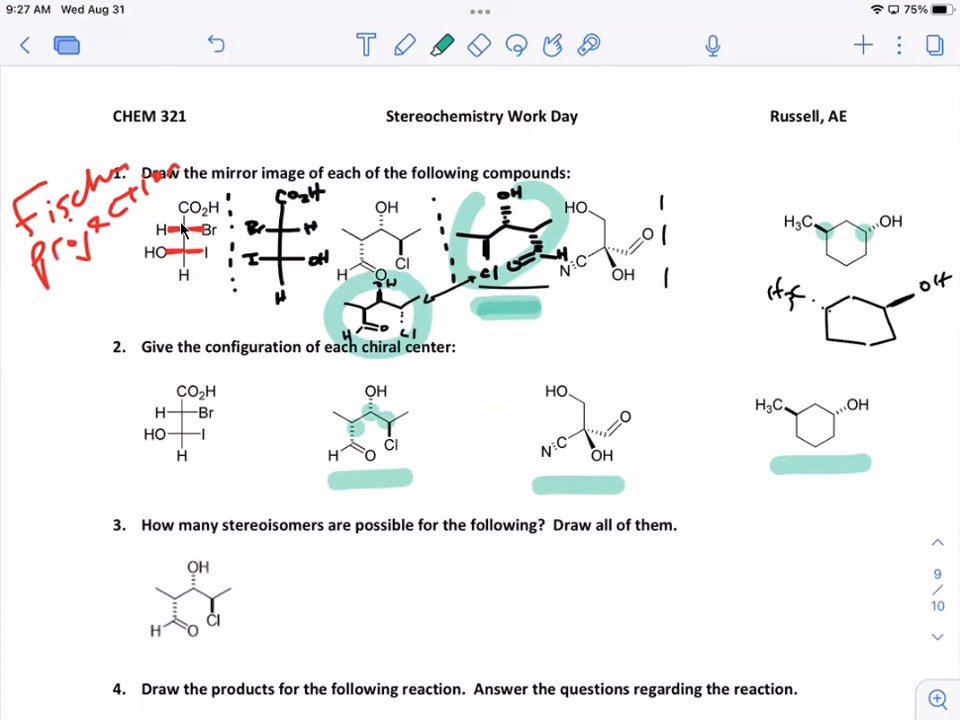 9:27 AM Wed Aug 31
75%
T
CHEM 321
Stereochemistry Work Day
Russell, AE
Fischer projection
1. Draw the mirror image of each of the following compounds:
CO₂H
H Br
HO I
H
CO₂H
Br H
I OH
H
OH
Cl
H O
OH
Cl
O H
HO
O
N C
OH
H₃C OH
OH
H O
Cl
H₃C
OH
2. Give the configuration of each chiral center:
CO₂H
H Br
HO I
H
OH
Cl
H O
HO
O
N C
OH
H₃C OH
3. How many stereoisomers are possible for the following? Draw all of them.
OH
Cl
H O
9
/
10
4. Draw the products for the following reaction. Answer the questions regarding the reaction.